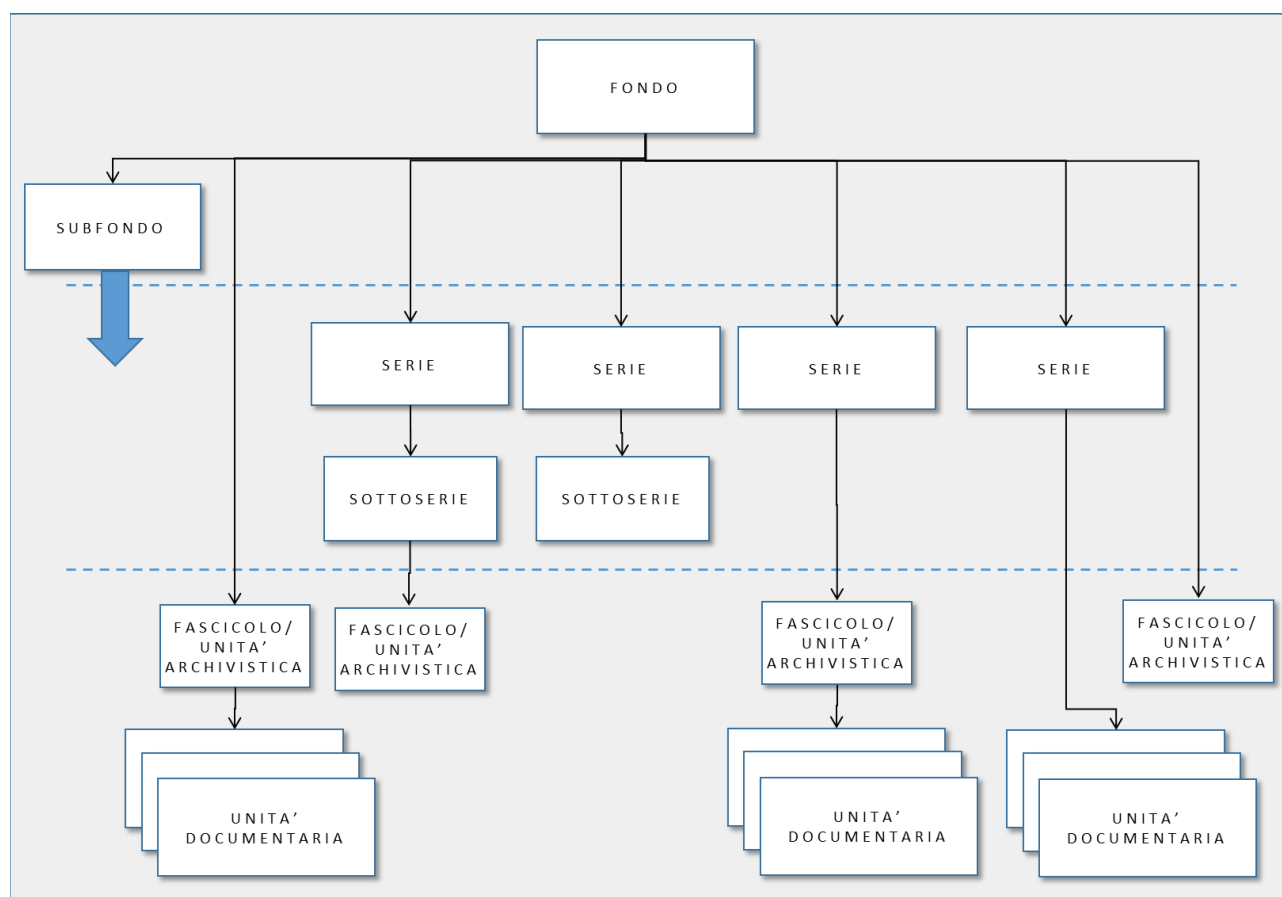 FONDO
SUBFONDO
SERIE
SERIE
SERIE
SERIE
SOTTOSERIE
SOTTOSERIE
FASCICOLO/
UNITA’
ARCHIVISTICA
FASCICOLO/
UNITA’
ARCHIVISTICA
FASCICOLO/
UNITA’
ARCHIVISTICA
FASCICOLO/
UNITA’
ARCHIVISTICA
UNITA’
DOCUMENTARIA
UNITA’
DOCUMENTARIA
UNITA’
DOCUMENTARIA